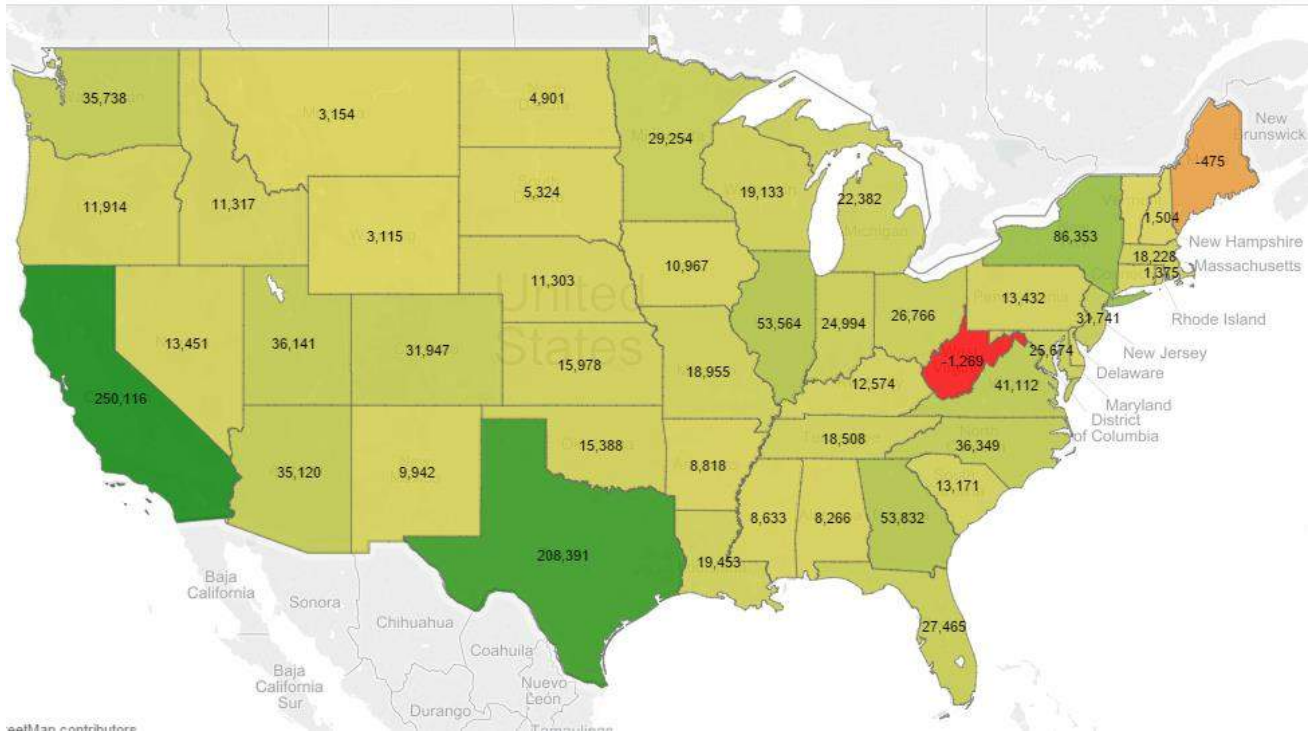 35,738
3,154
4,901
29,254
-475
New
Brunswick
11,914
11,317
3,115
5,324
19,133
22,382
Michigan
86,353
1,504
New Hampshire
18,228
Massachusetts
1,375
Rhode Island
11,303
10,967
United
States
13,451
36,141
31,947
15,978
18,955
53,564
24,994
26,766
13,432
31,741
New Jersey
Delaware
Maryland
District
of Columbia
-1,269
25,674
41,112
12,574
250,116
35,120
9,942
15,388
8,818
18,508
36,349
13,171
208,391
19,453
8,633
8,266
53,832
27,465
Baja
California
Sonora
Chihuahua
Coahuila
Baja
California
Sur
Nuevo
León
Durango
Tamaulipas
eetMap contributors